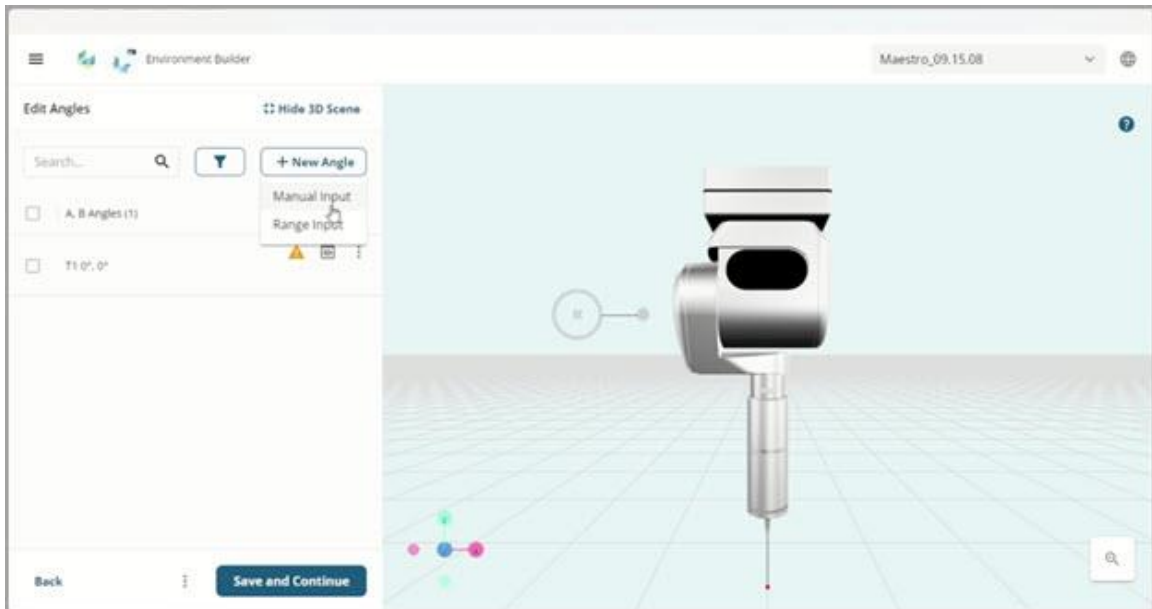 Environment Builder
Maestro_09.15.08
Edit Angles
Hide 3D Scene
Search...
+ New Angle
Manual Input
Range Input
A, B Angles (1)
T1 0°, 0°
Back
Save and Continue